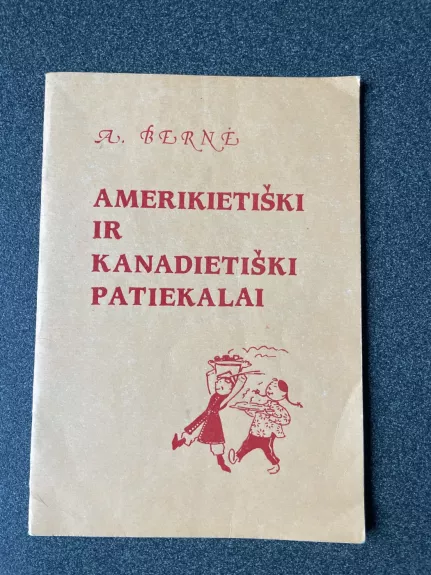 A. BERNĖ
AMERIKIETIŠKI
IR
KANADIETIŠKI
PATIEKALAI